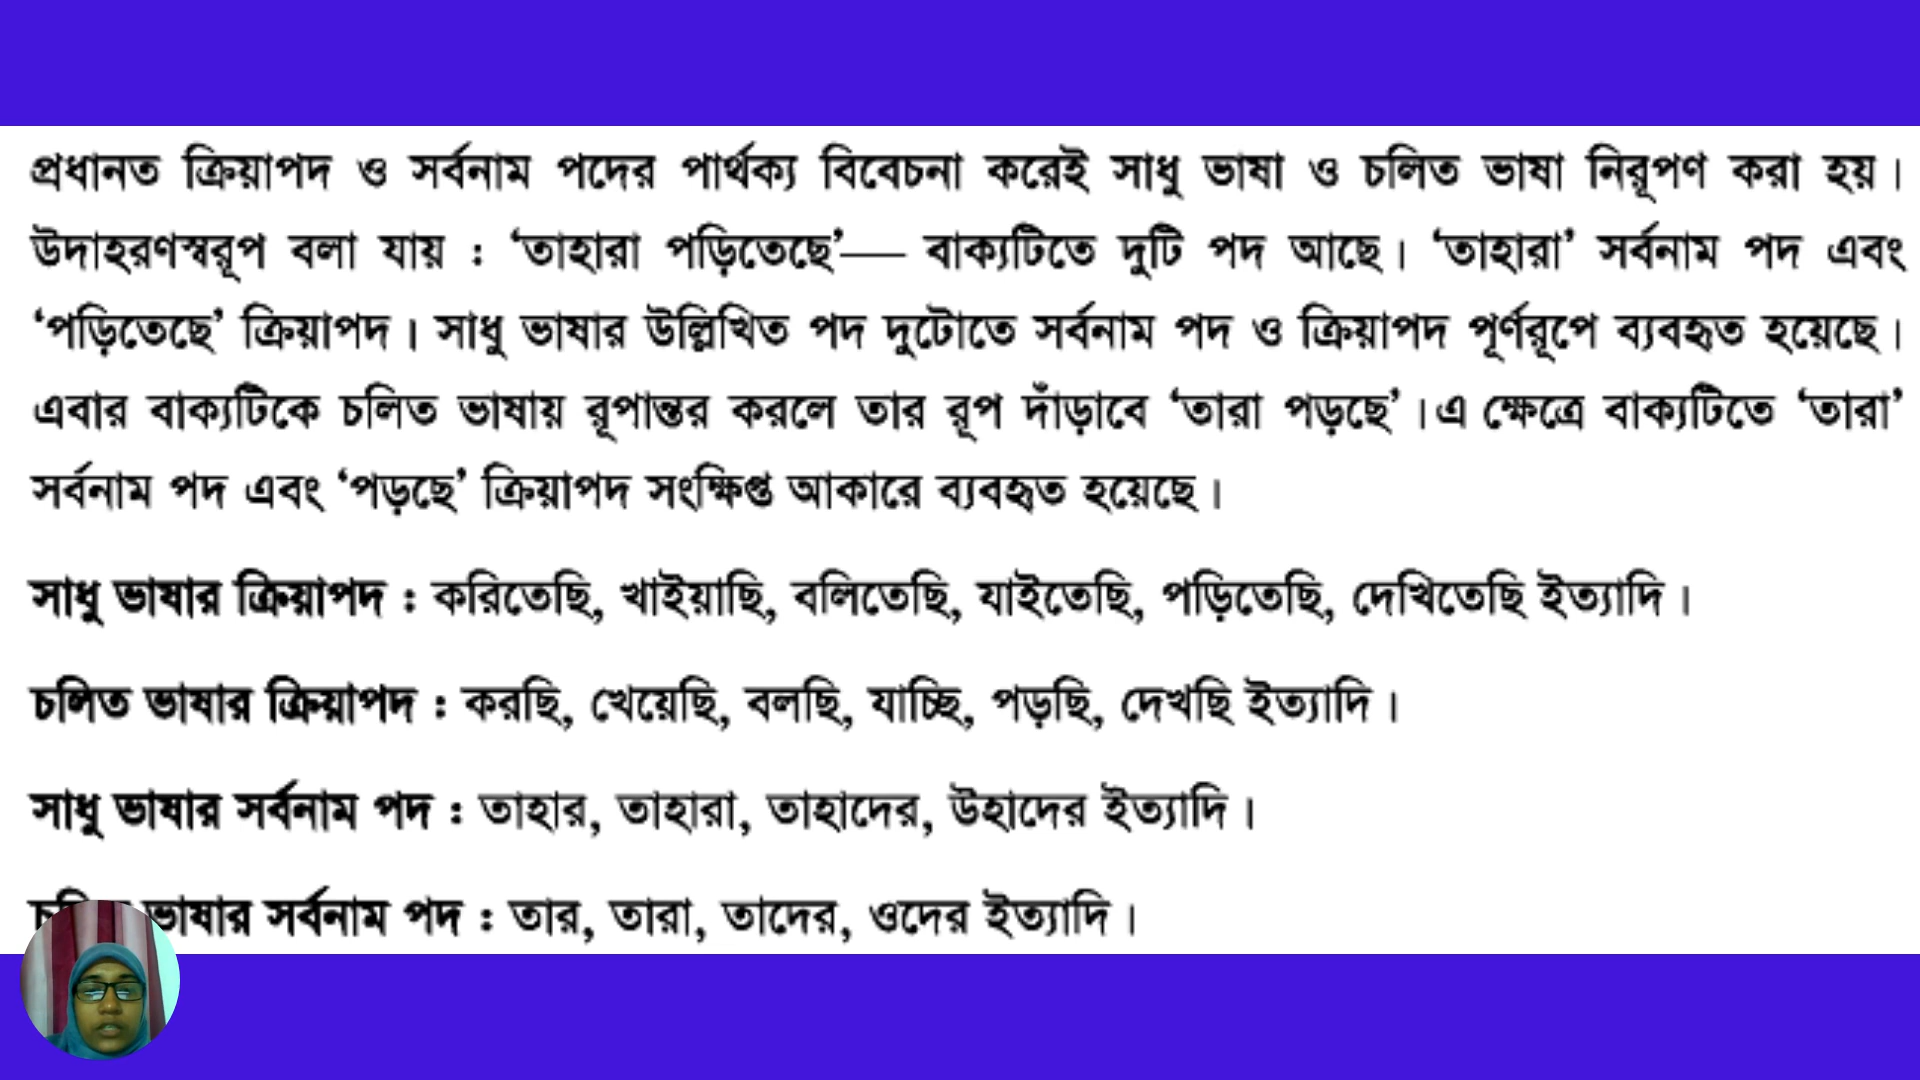 প্রধানত ক্রিয়াপদ ও সর্বনাম পদের পার্থক্য বিবেচনা করেই সাধু ভাষা ও চলিত ভাষা নিরূপণ করা হয়।
উদাহরণস্বরূপ বলা যায় : ‘তাহারা পড়িতেছে’— বাক্যটিতে দুটি পদ আছে। ‘তাহারা’ সর্বনাম পদ এবং
‘পড়িতেছে’ ক্রিয়াপদ। সাধু ভাষার উল্লিখিত পদ দুটোতে সর্বনাম পদ ও ক্রিয়াপদ পূর্ণরূপে ব্যবহৃত হয়েছে।
এবার বাক্যটিকে চলিত ভাষায় রূপান্তর করলে তার রূপ দাঁড়াবে ‘তারা পড়ছে’। এ ক্ষেত্রে বাক্যটিতে ‘তারা’
সর্বনাম পদ এবং ‘পড়ছে’ ক্রিয়াপদ সংক্ষিপ্ত আকারে ব্যবহৃত হয়েছে।
সাধু ভাষার ক্রিয়াপদ : করিতেছি, খাইয়াছি, বলিতেছি, যাইতেছি, পড়িতেছি, দেখিতেছি ইত্যাদি।
চলিত ভাষার ক্রিয়াপদ : করছি, খেয়েছি, বলছি, যাচ্ছি, পড়ছি, দেখছি ইত্যাদি।
সাধু ভাষার সর্বনাম পদ : তাহার, তাহারা, তাহাদের, উহাদের ইত্যাদি।
ভাষার সর্বনাম পদ : তার, তারা, তাদের, ওদের ইত্যাদি।